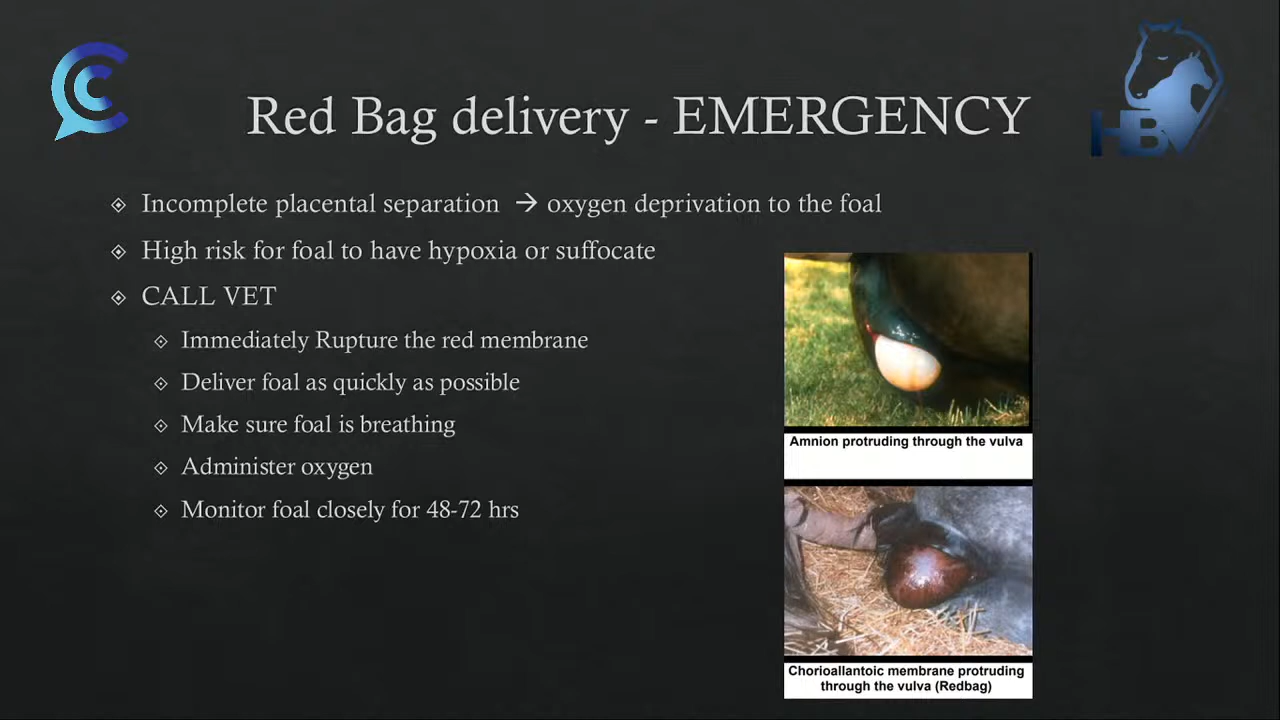 Red Bag delivery - EMERGENCY
Incomplete placental separation → oxygen deprivation to the foal
High risk for foal to have hypoxia or suffocate
CALL VET
Immediately Rupture the red membrane
Deliver foal as quickly as possible
Make sure foal is breathing
Administer oxygen
Monitor foal closely for 48-72 hrs
Amnion protruding through the vulva
Chorioallantoic membrane protruding
through the vulva (Redbag)
HBV